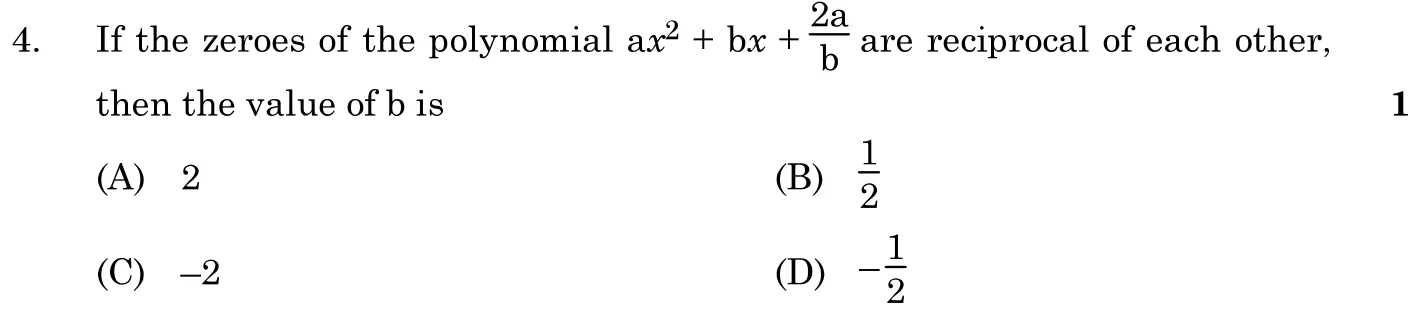 4. If the zeroes of the polynomial ax² + bx + 2a/b are reciprocal of each other,
then the value of b is 1
(A) 2 (B) 1/2
(C) –2 (D) –1/2